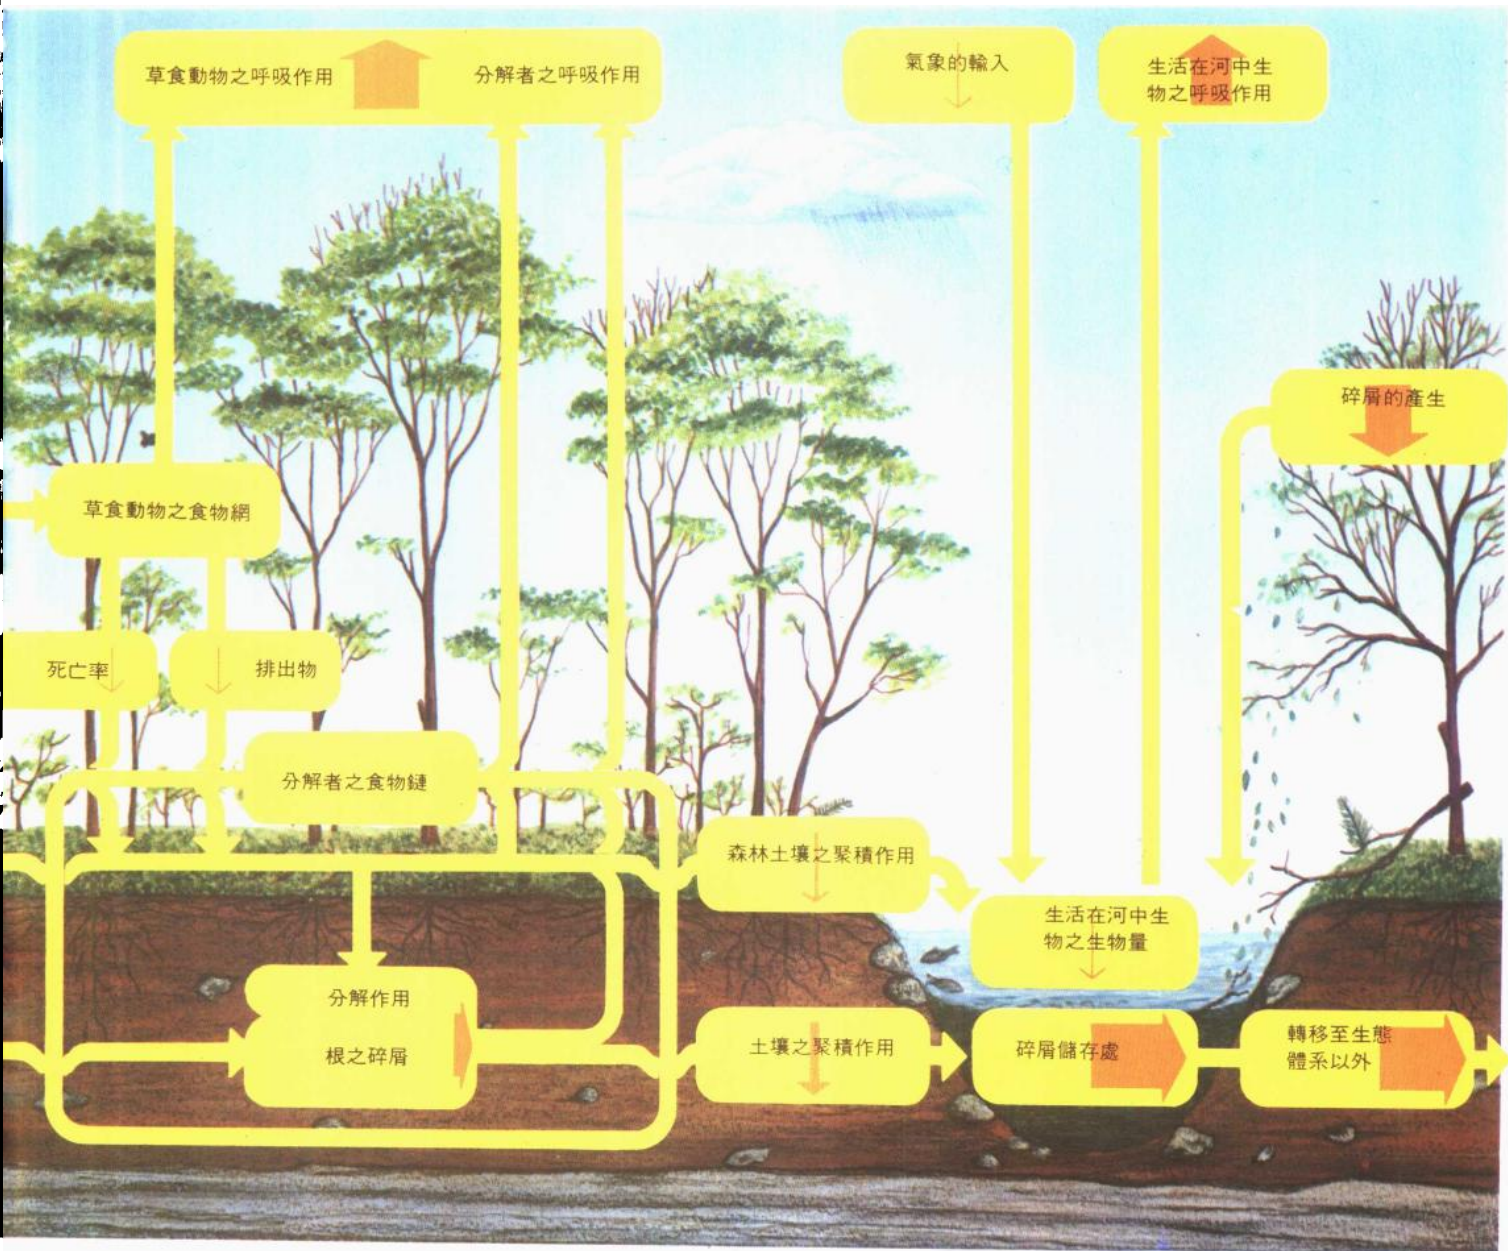 草食動物之呼吸作用
分解者之呼吸作用
氣象的輸入
生活在河中生
物之呼吸作用
碎屑的產生
草食動物之食物網
死亡率
排出物
分解者之食物鏈
森林土壤之聚積作用
生活在河中生
物之生物量
分解作用
根之碎屑
土壤之聚積作用
碎屑儲存處
轉移至生態
體系以外